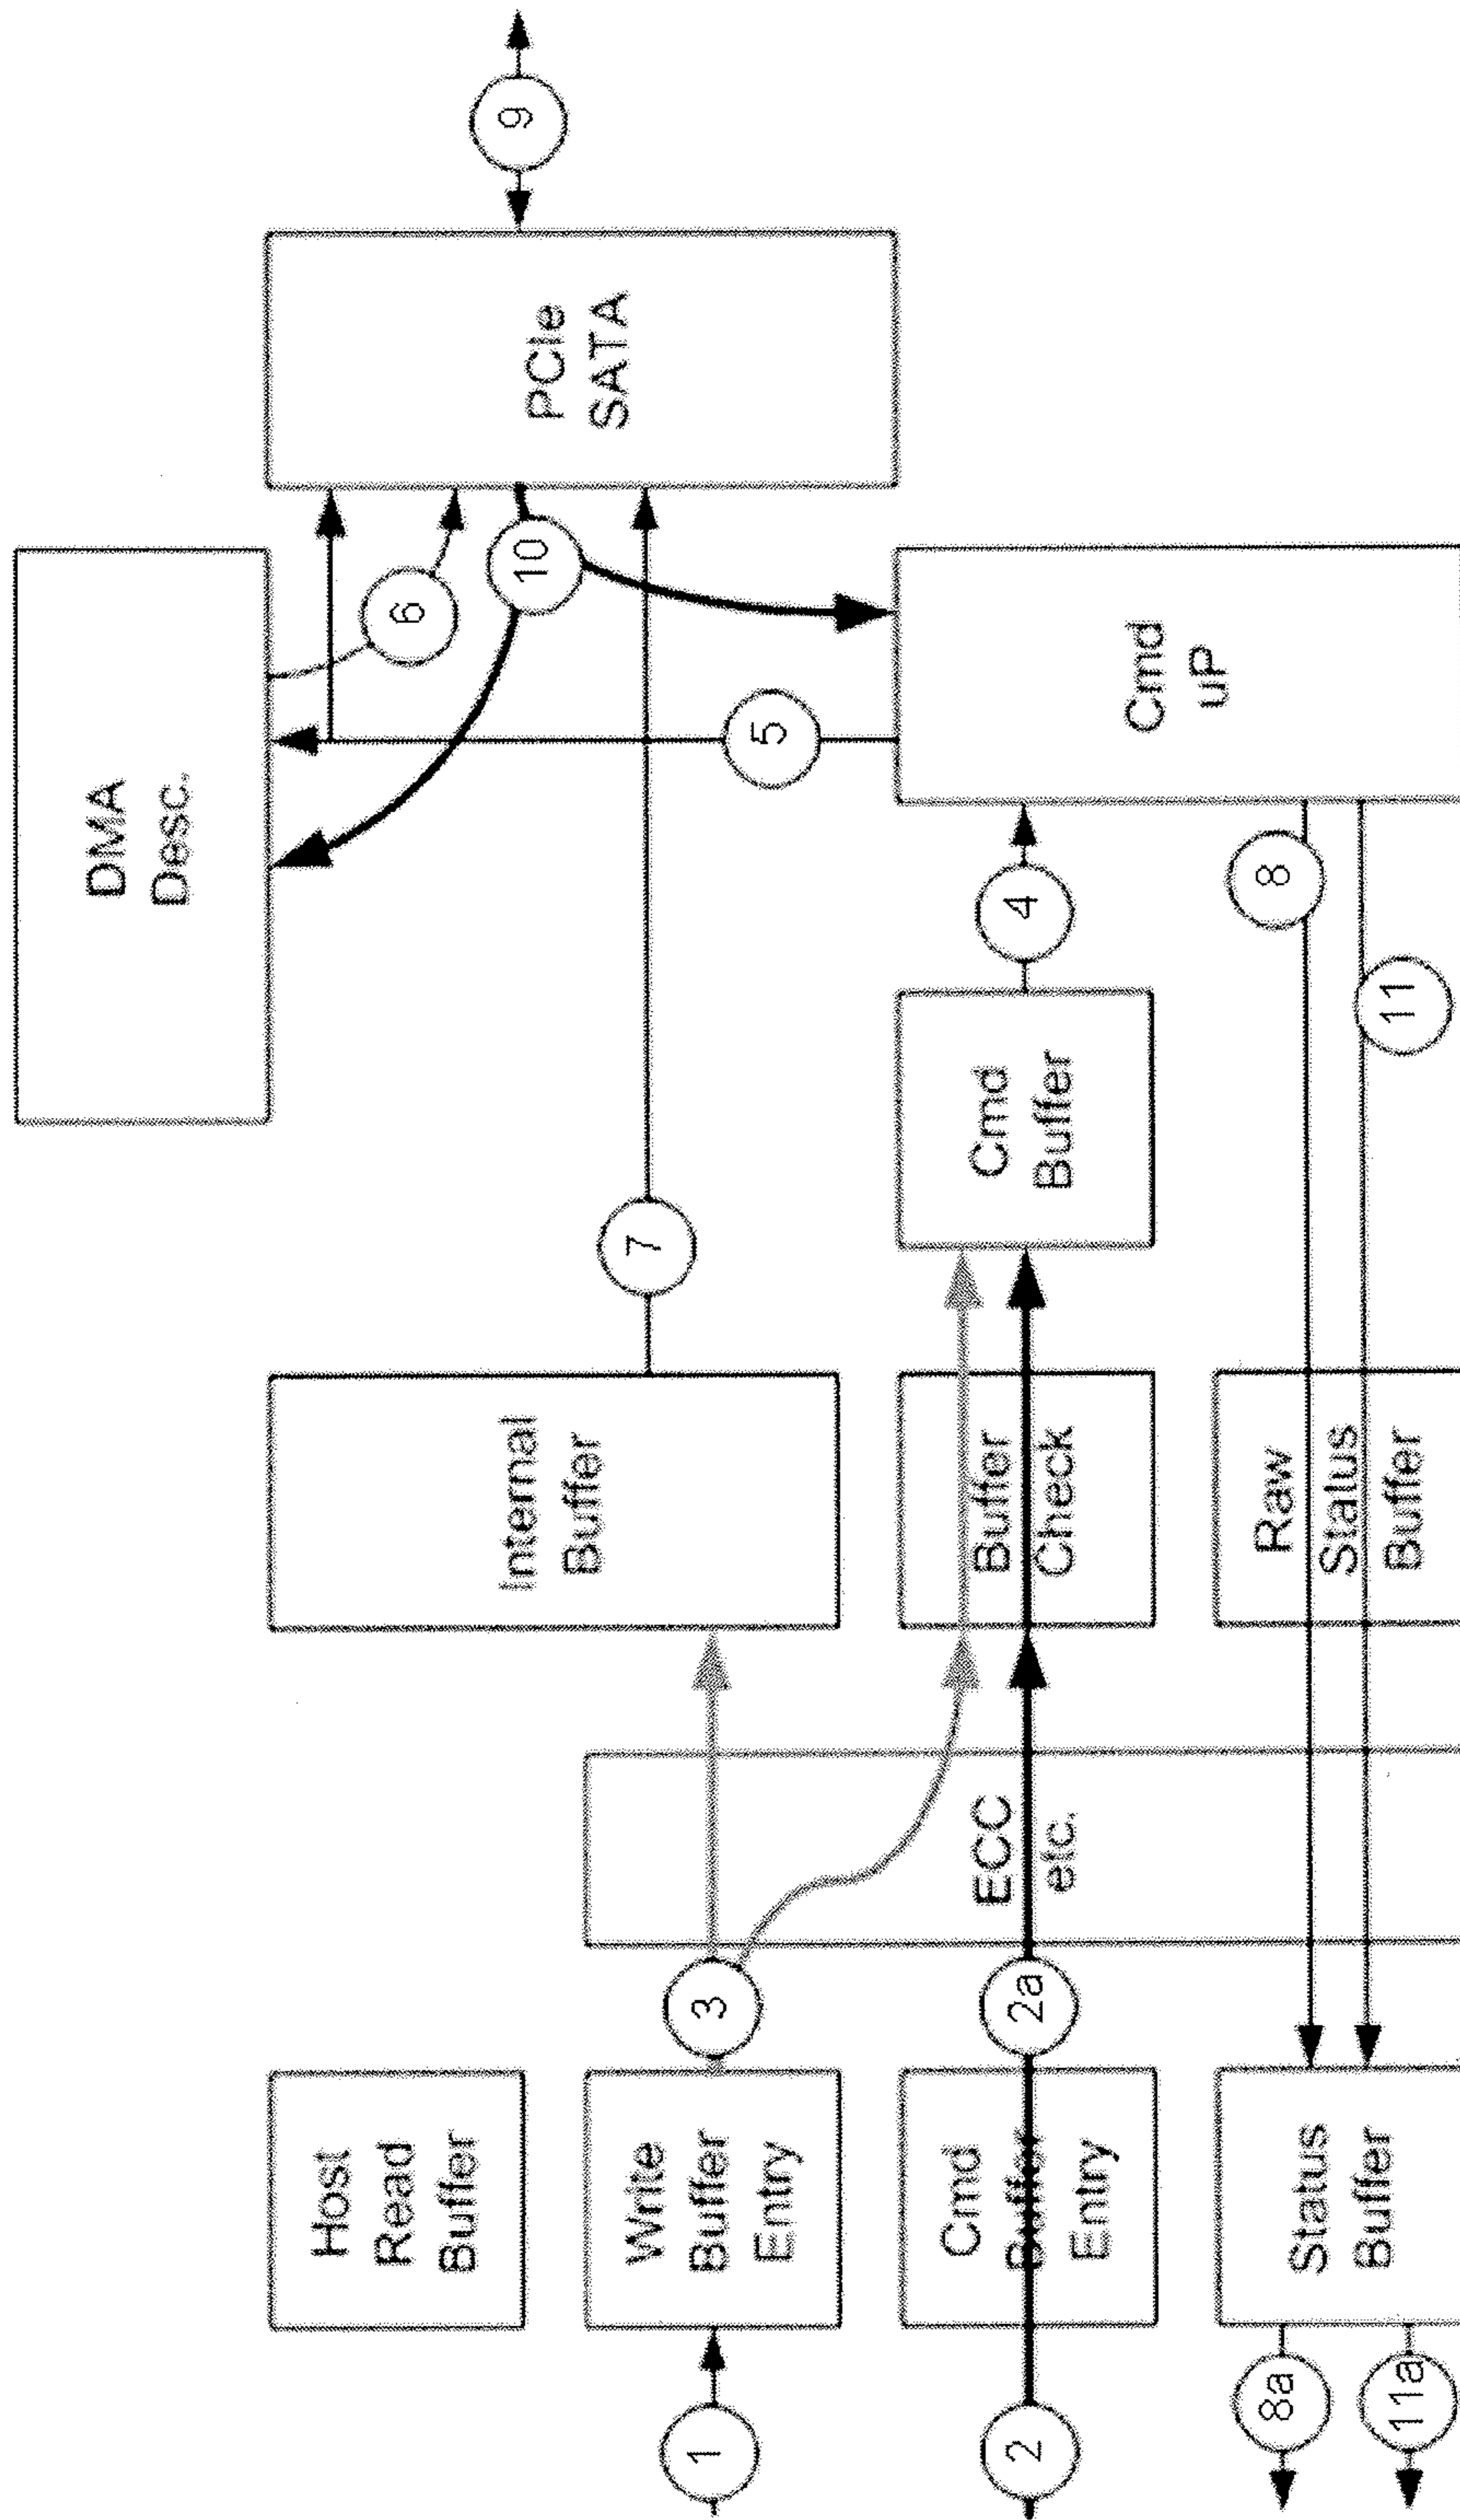 Host
Read
Buffer
1
Write
Buffer
Entry
3
2
Cmd
Buffer
Entry
2a
8a
11a
Status
Buffer
ECC
etc.
Internal
Buffer
7
Buffer
Check
Raw
Status
Buffer
Cmd
Buffer
4
8
11
DMA
Desc.
6
10
5
Cmd
uP
PCIe
SATA
9